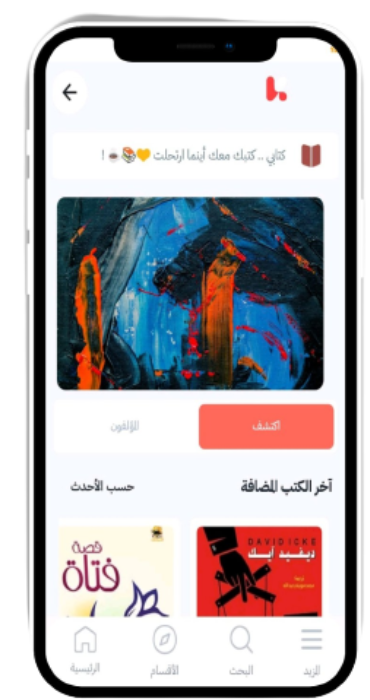 كتابي .. كتبك معك أينما ارتحلت 💛📚☕ !
اكتشف
المؤلفون
آخر الكتب المضافة
حسب الأحدث
DAVID ICKE
ديفيد آيك
قصة
فتاة
المزيد
البحث
الأقسام
الرئيسية